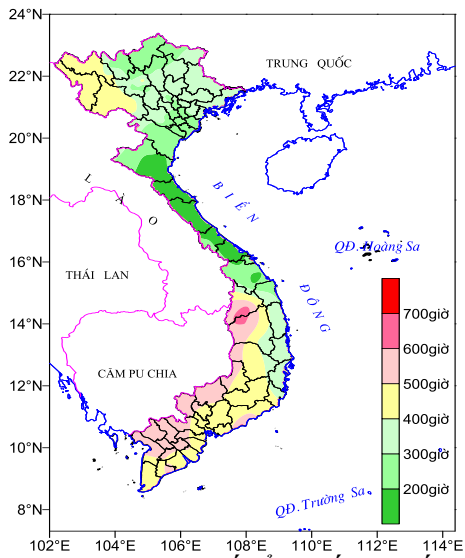 24°N
22°N
20°N
18°N
16°N
14°N
12°N
10°N
8°N
TRUNG QUỐC
LÀO
BIỂN
ĐÔNG
QĐ. Hoàng Sa
THÁI LAN
CĂM PU CHIA
QĐ. Trường Sa
700giờ
600giờ
500giờ
400giờ
300giờ
200giờ
102°E 104°E 106°E 108°E 110°E 112°E 114°E